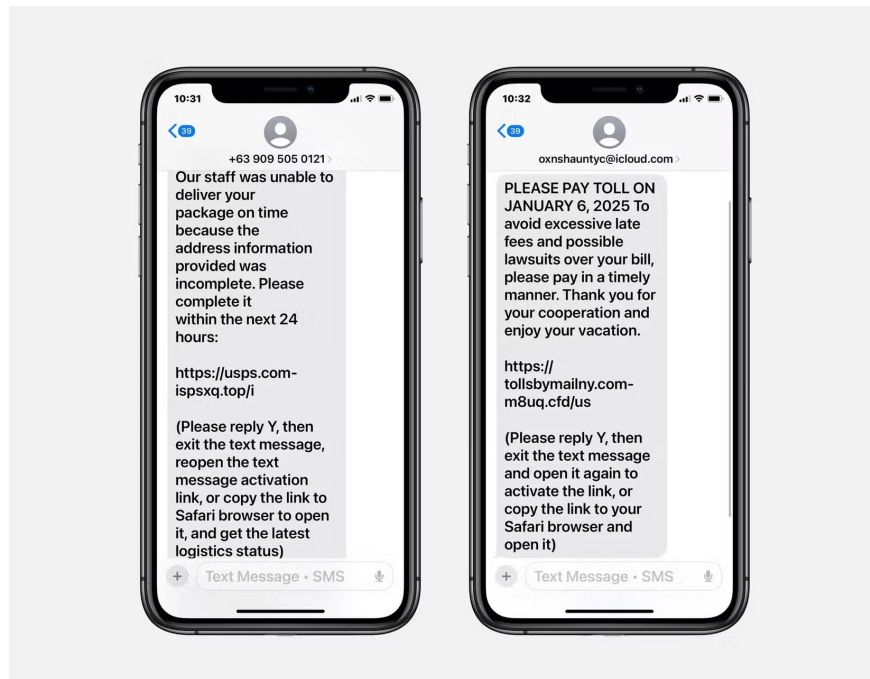 10:31
39
+63 909 505 0121
Our staff was unable to
deliver your
package on time
because the
address information
provided was
incomplete. Please
complete it
within the next 24
hours:
https://usps.com-
ispsxq.top/i
(Please reply Y, then
exit the text message,
reopen the text
message activation
link, or copy the link to
Safari browser to open
it, and get the latest
logistics status)
Text Message • SMS
10:32
39
oxnshauntyc@icloud.com
PLEASE PAY TOLL ON
JANUARY 6, 2025 To
avoid excessive late
fees and possible
lawsuits over your bill,
please pay in a timely
manner. Thank you for
your cooperation and
enjoy your vacation.
https://
tollsbymailny.com-
m8uq.cfd/us
(Please reply Y, then
exit the text message
and open it again to
activate the link, or
copy the link to your
Safari browser and
open it)
Text Message • SMS